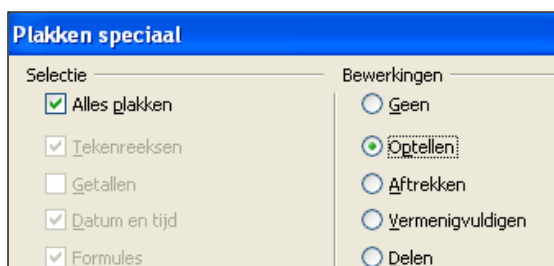 Plakken speciaal
Selectie
Alles plakken
Tekenreeksen
Getallen
Datum en tijd
Formules
Bewerkingen
Geen
Optellen
Aftrekken
Vermenigvuldigen
Delen